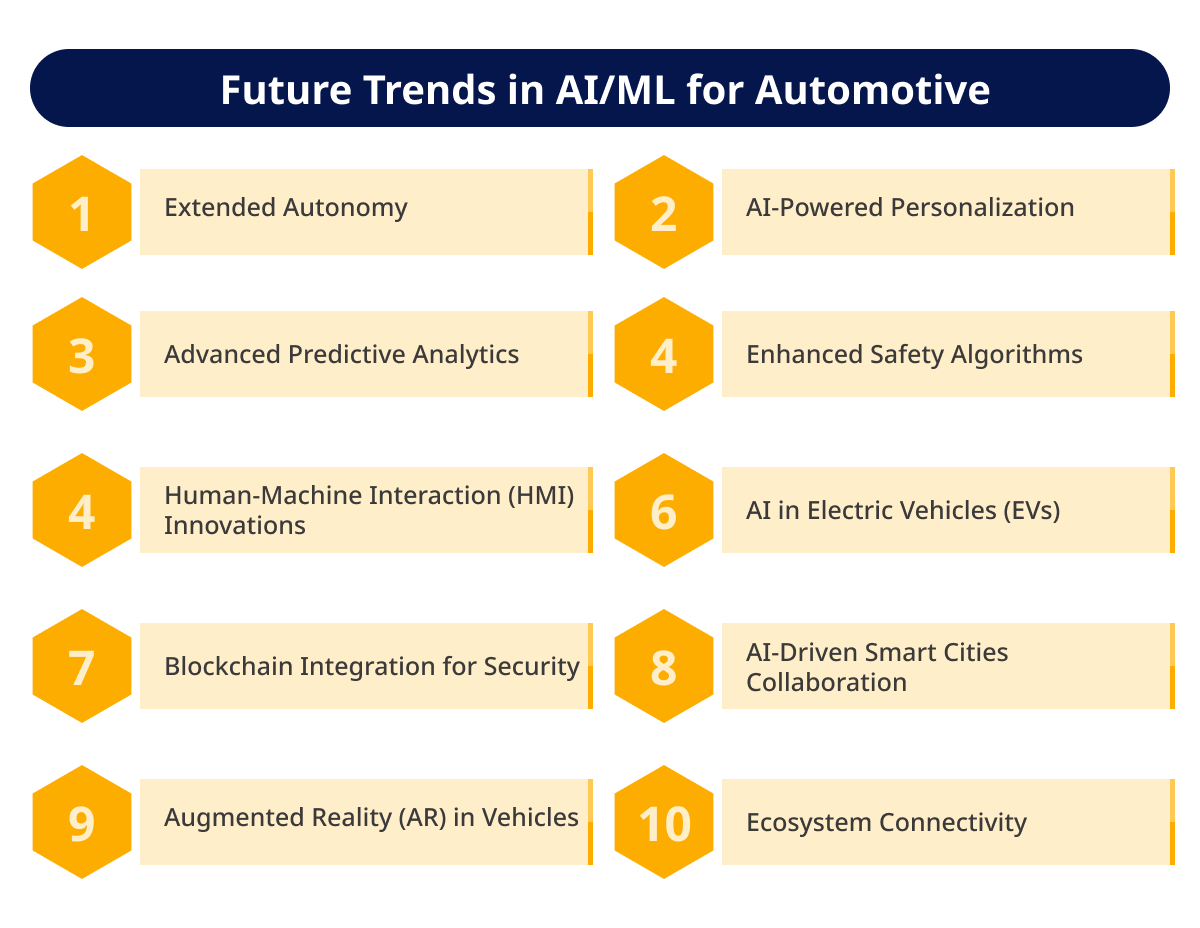 Future Trends in AI/ML for Automotive
1
Extended Autonomy
2
AI-Powered Personalization
3
Advanced Predictive Analytics
4
Enhanced Safety Algorithms
4
Human-Machine Interaction (HMI)
Innovations
6
AI in Electric Vehicles (EVs)
7
Blockchain Integration for Security
8
AI-Driven Smart Cities
Collaboration
9
Augmented Reality (AR) in Vehicles
10
Ecosystem Connectivity